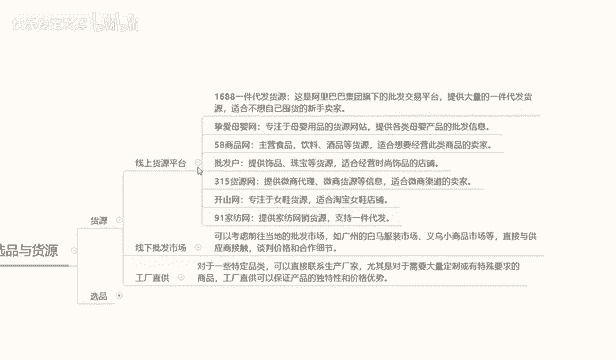 1688一件代发货源：这是阿里巴巴集团旗下的批发交易平台，提供大量的一件代发货
源，适合不想自己囤货的新手卖家。
挚爱母婴网：专注于母婴用品的货源网站，提供各类母婴产品的批发信息。
58商品网：主营食品、饮料、酒品等货源，适合想要经营此类商品的卖家。
线上货源平台
批发户：提供饰品、珠宝等货源，适合经营时尚饰品的店铺。
315货源网：提供微商代理、微商货源等信息，适合微商渠道的卖家。
开山网：专注于女鞋货源，适合淘宝女鞋店铺。
91家纺网：提供家纺网销货源，支持一件代发。
货源
选品与货源
线下批发市场
可以考虑前往当地的批发市场，如广州的白马服装市场、义乌小商品市场等，直接与供
应商接触，谈判价格和合作细节。
工厂直供
对于一些特定品类，可以直接联系生产厂家，尤其是对于需要大量定制或有特殊要求的
商品，工厂直供可以保证产品的独特性和价格优势。
选品